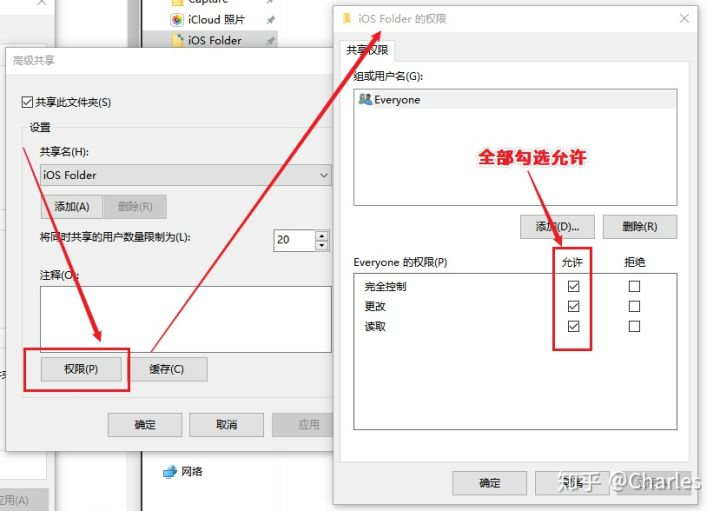 Capture
iCloud 照片
iOS Folder
高级共享
共享此文件夹(S)
设置
共享名(H):
iOS Folder
添加(A)
删除(R)
将同时共享的用户数量限制为(L):
20
注释(O):
权限(P)
缓存(C)
确定
取消
应用
网络
应用(A)
iOS Folder 的权限
共享权限
组或用户名(G):
Everyone
全部勾选允许
添加(D)...
删除(R)
Everyone 的权限(P)
允许
拒绝
完全控制
更改
读取
确定
取消
知乎 @Charles